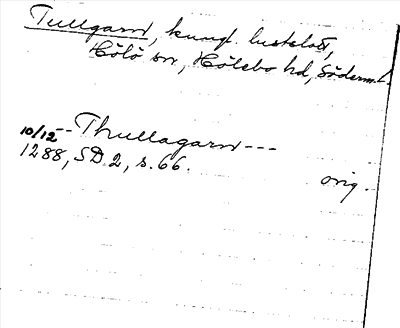 Tullgarn, kungl. lustslott,
Hölö sn, Hölebo hd, Söderml.
10/12 -- Thullagarn ---
1288, SD 2, s. 66.
orig.